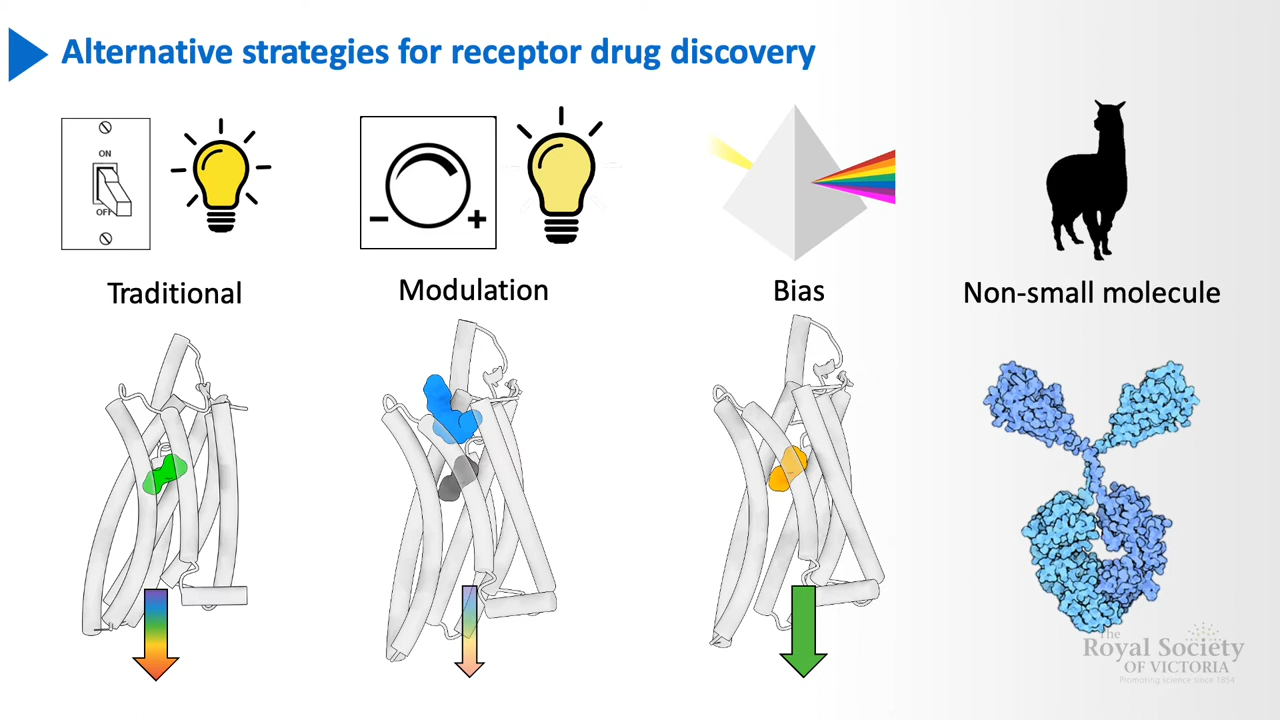 Alternative strategies for receptor drug discovery
ON
OFF
− +
Traditional
Modulation
Bias
Non-small molecule
The
Royal Society
OF VICTORIA
Promoting science since 1854